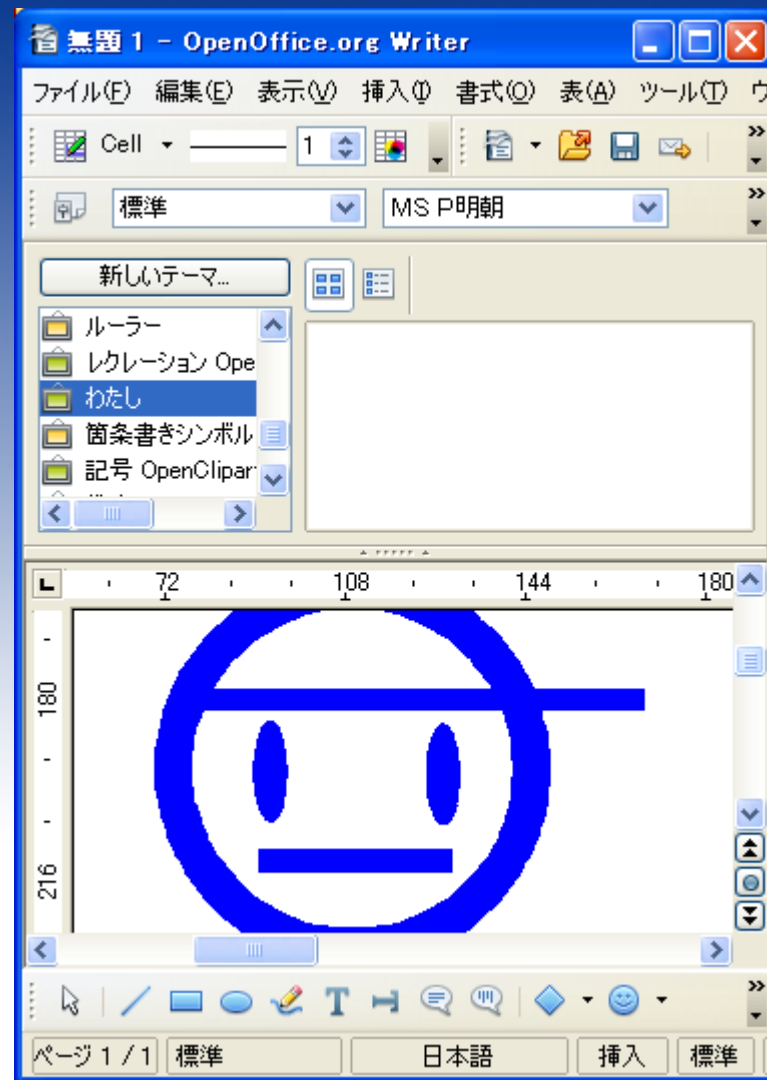 無題 1 - OpenOffice.org Writer
ファイル(F) 編集(E) 表示(V) 挿入(I) 書式(O) 表(A) ツール(T) ウ
Cell 1
標準 MS P明朝
新しいテーマ...
ルーラー
レクレーション Ope
わたし
箇条書きシンボル
記号 OpenClipar
72 108 144 180
180
216
ページ 1 / 1 標準 日本語 挿入 標準